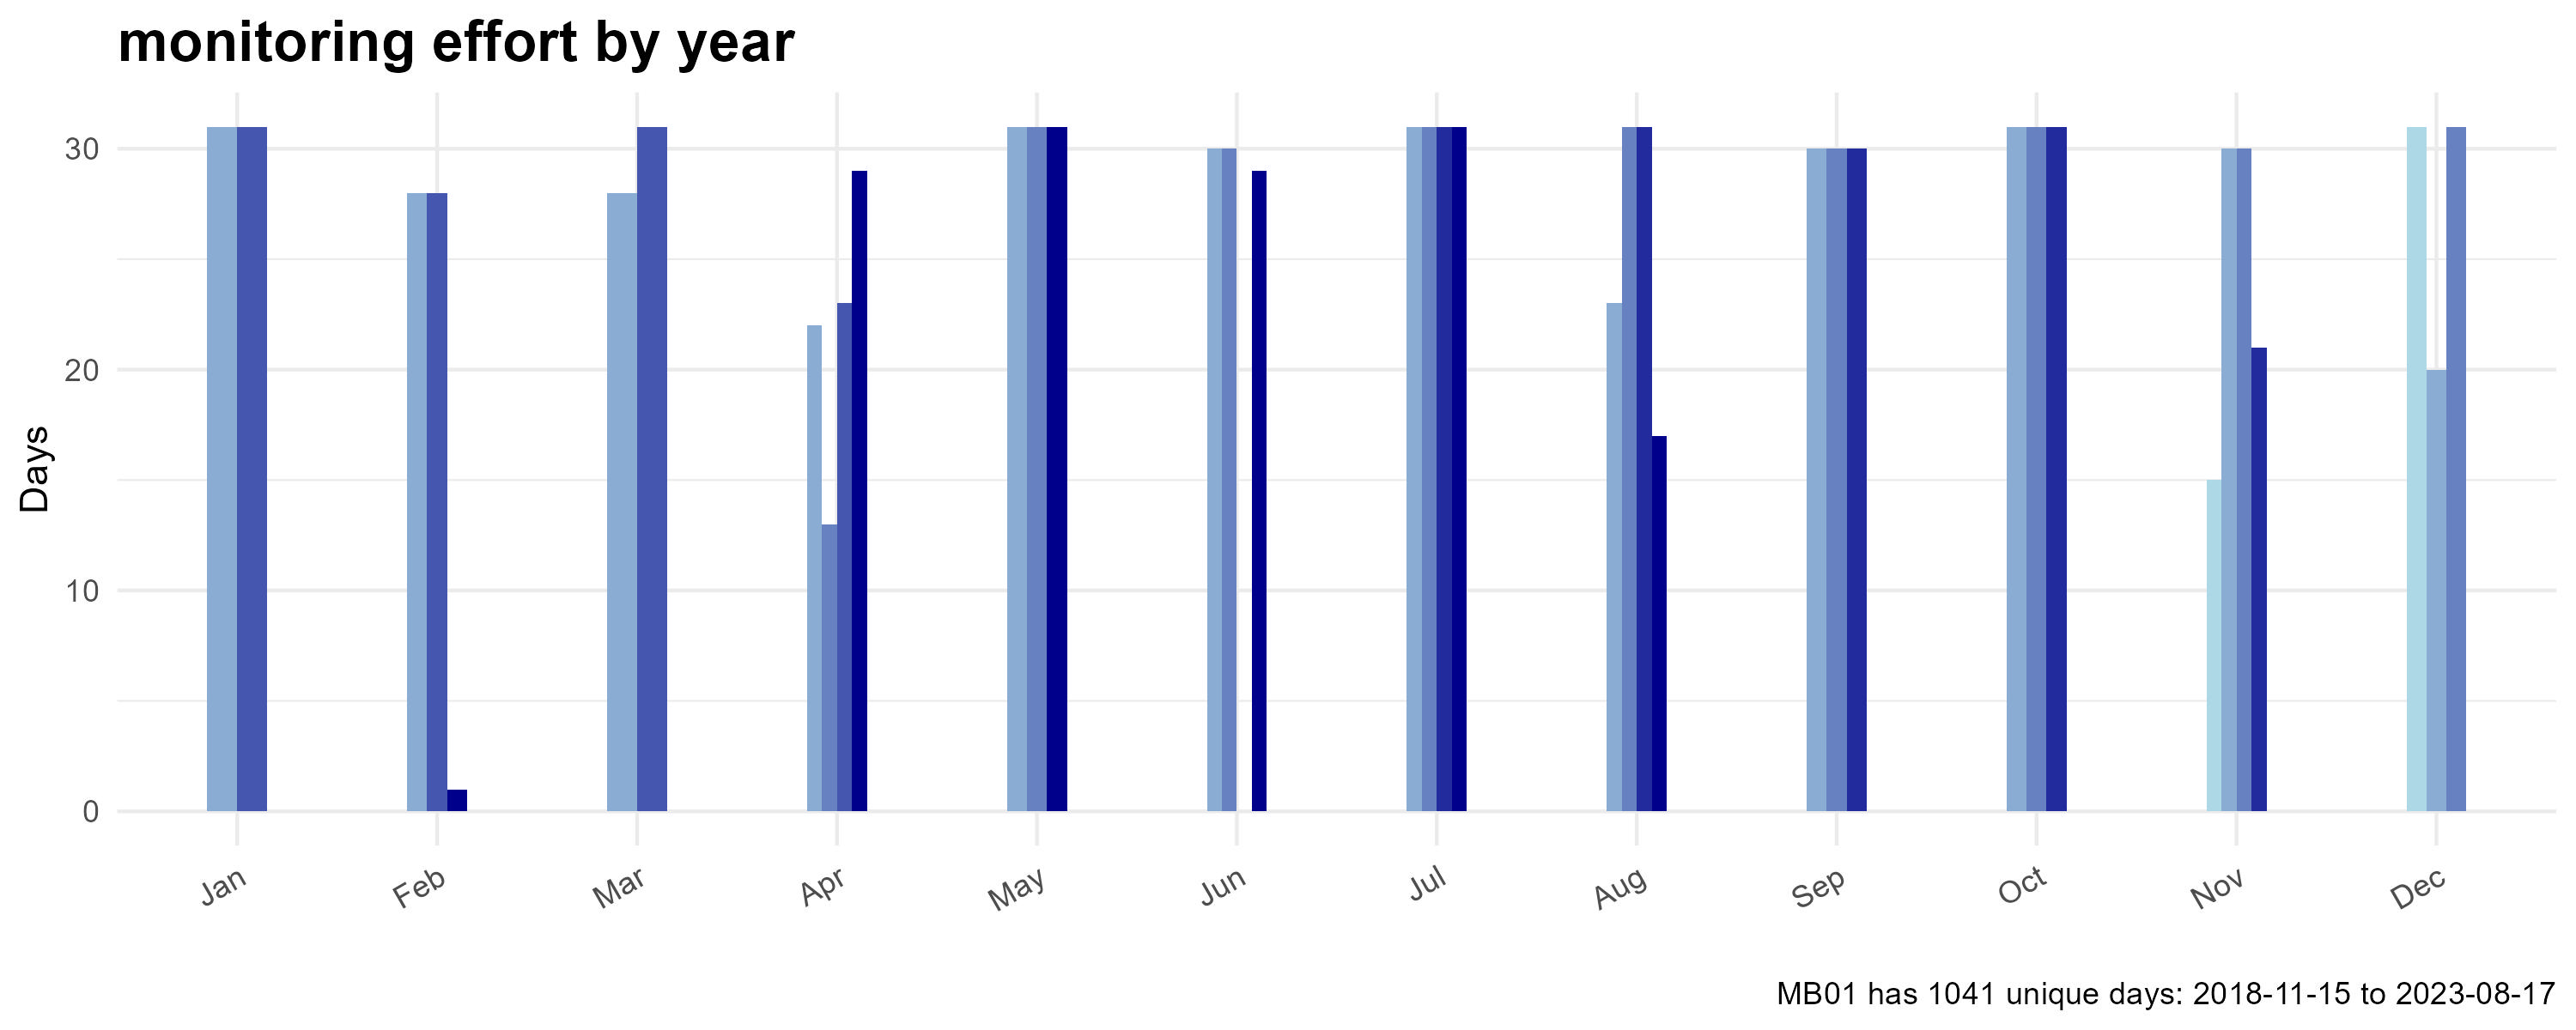 monitoring effort by year
Days
30
20
10
0
Jan Feb Mar Apr May Jun Jul Aug Sep Oct Nov Dec
MB01 has 1041 unique days: 2018-11-15 to 2023-08-17